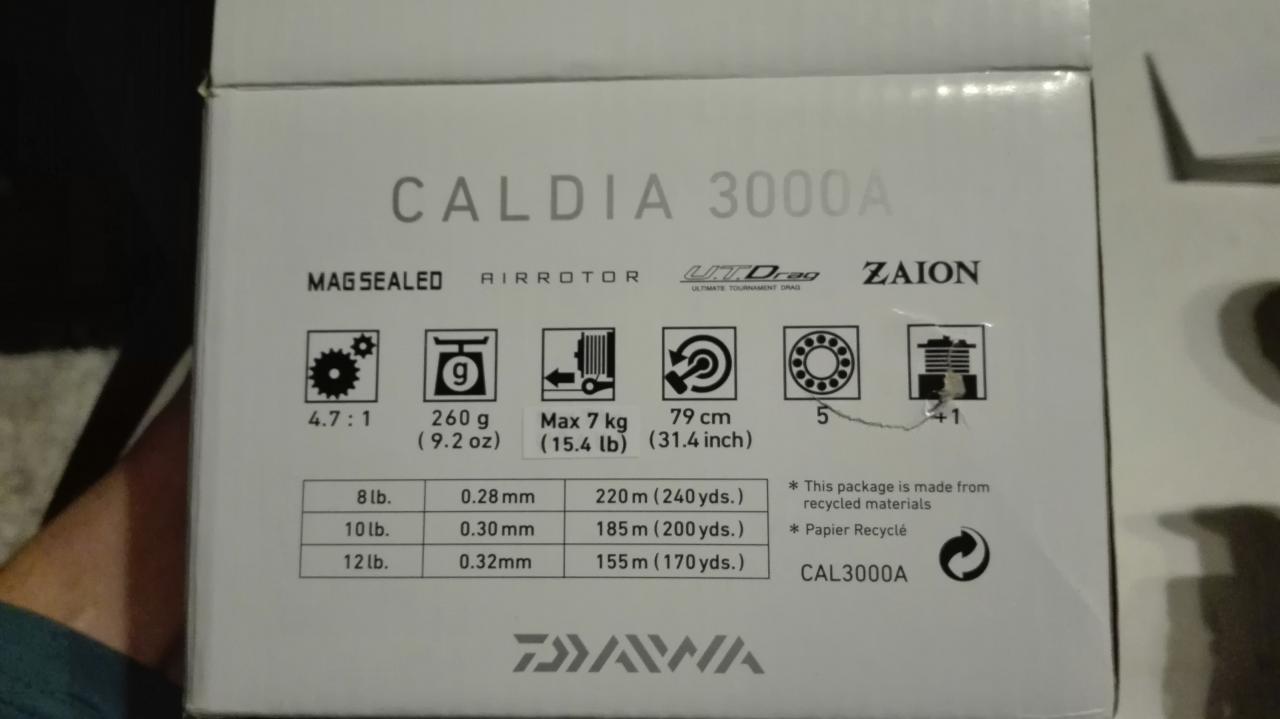 CALDIA 3000A
MAGSEALED AIRROTOR U.T.Drag ZAION
ULTIMATE TOURNAMENT DRAG
g
4.7 : 1 260 g Max 7 kg 79 cm 5 +1
( 9.2 oz) (15.4 lb) (31.4 inch)
8 lb. 0.28 mm 220 m ( 240 yds. )
10 lb. 0.30 mm 185 m ( 200 yds. )
12 lb. 0.32mm 155 m ( 170 yds. )
* This package is made from
recycled materials
* Papier Recyclé
CAL3000A
DAIWA